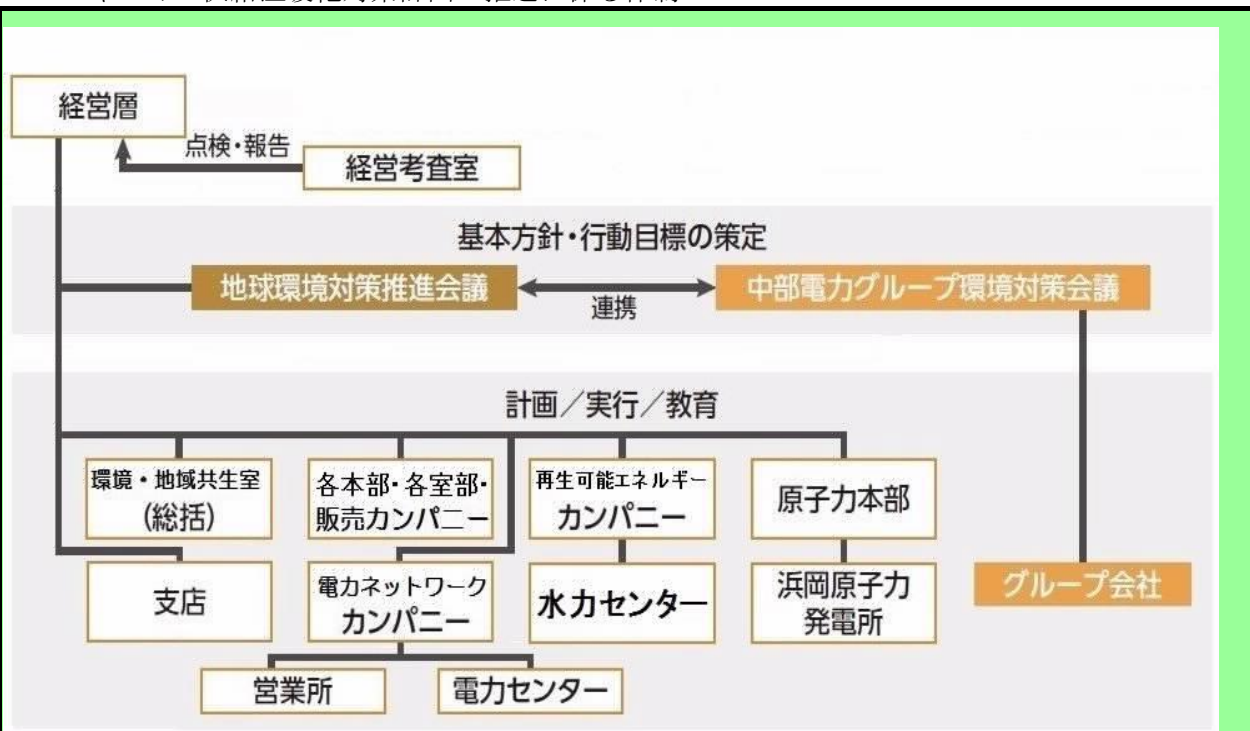 経営層
点検・報告
経営考査室
基本方針・行動目標の策定
地球環境対策推進会議
連携
中部電力グループ環境対策会議
計画／実行／教育
環境・地域共生室
(総括)
各本部・各室部・
販売カンパニー
再生可能エネルギー
カンパニー
原子力本部
支店
電力ネットワーク
カンパニー
水力センター
浜岡原子力
発電所
グループ会社
営業所
電力センター